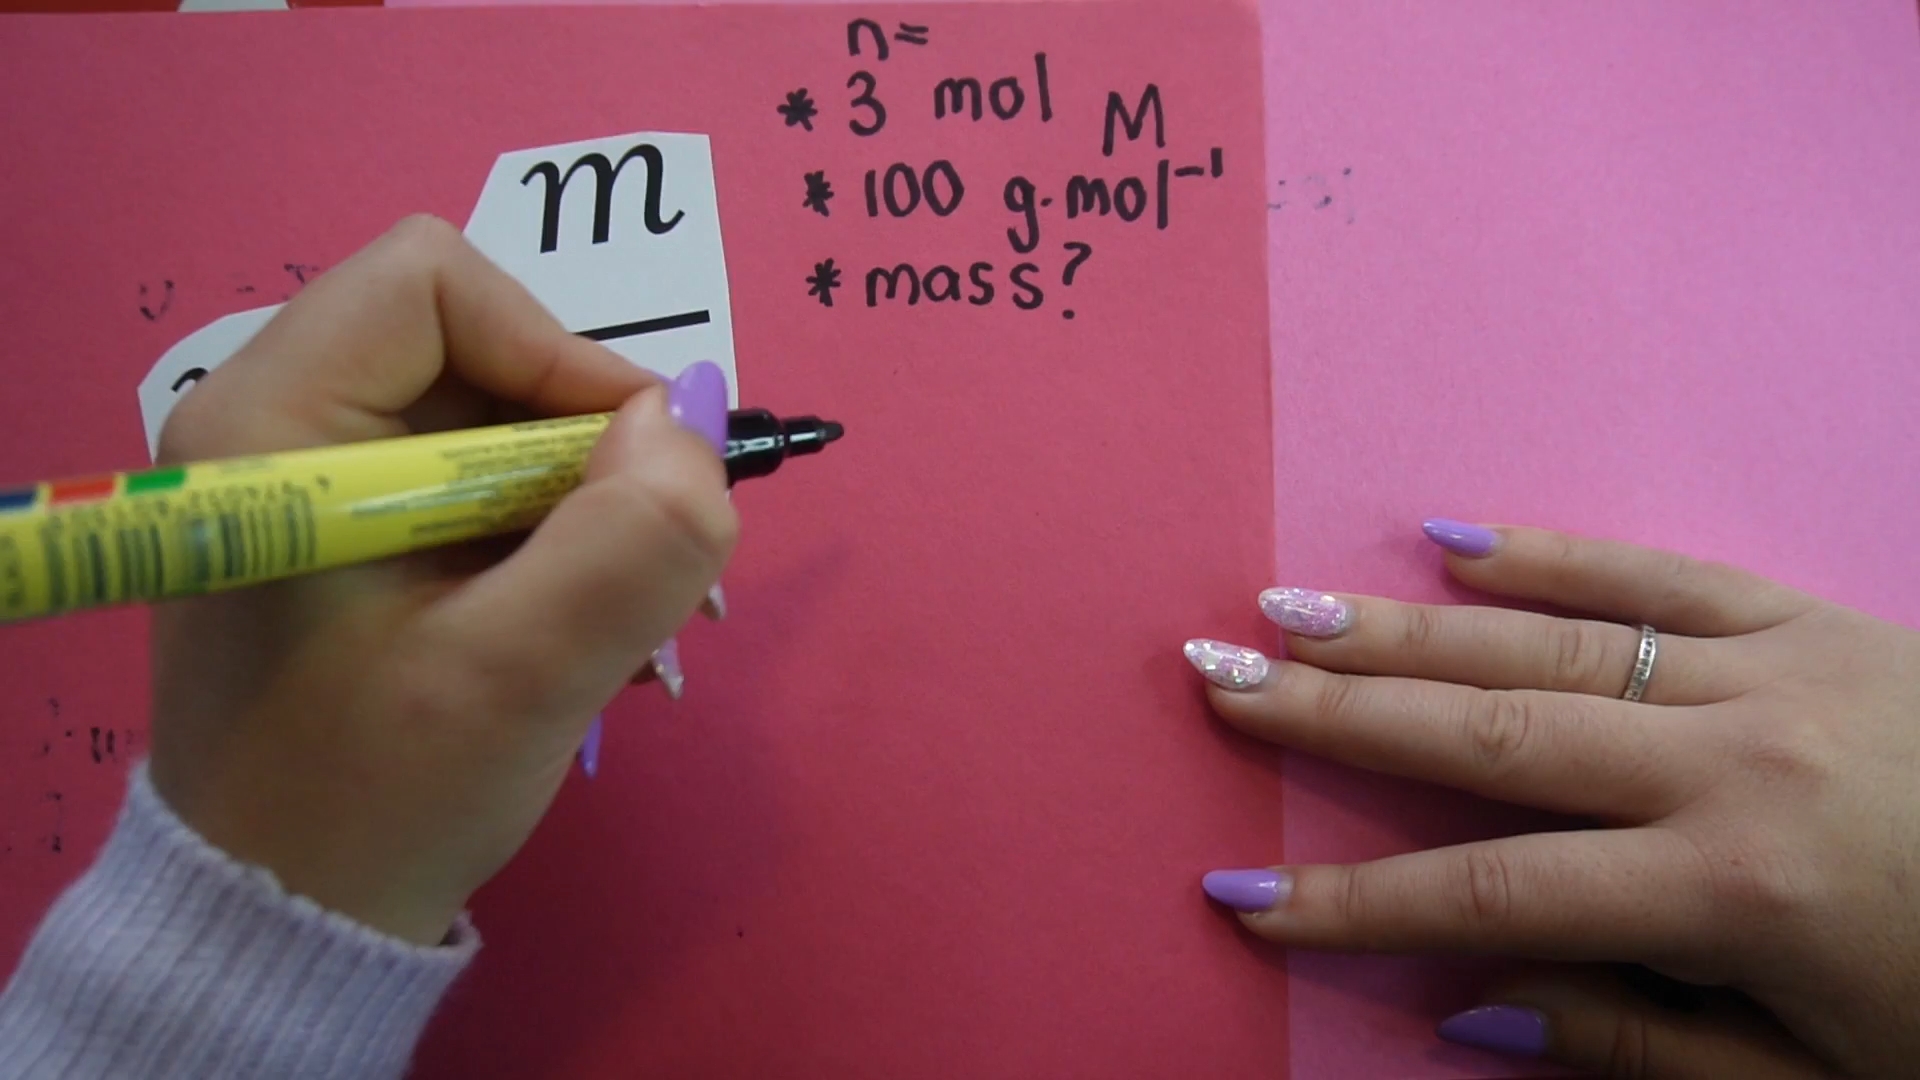 n=
* 3 mol M
* 100 g.mol⁻¹
* mass?
m